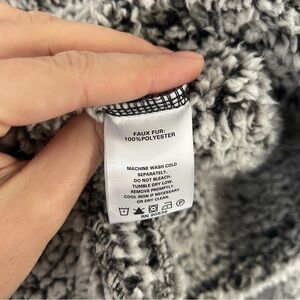 FAUX FUR:
100%POLYESTER
MACHINE WASH COLD
SEPARATELY.
DO NOT BLEACH.
TUMBLE DRY LOW.
REMOVE PROMPTLY.
COOL IRON IF NECESSARY
OR DRY CLEAN.